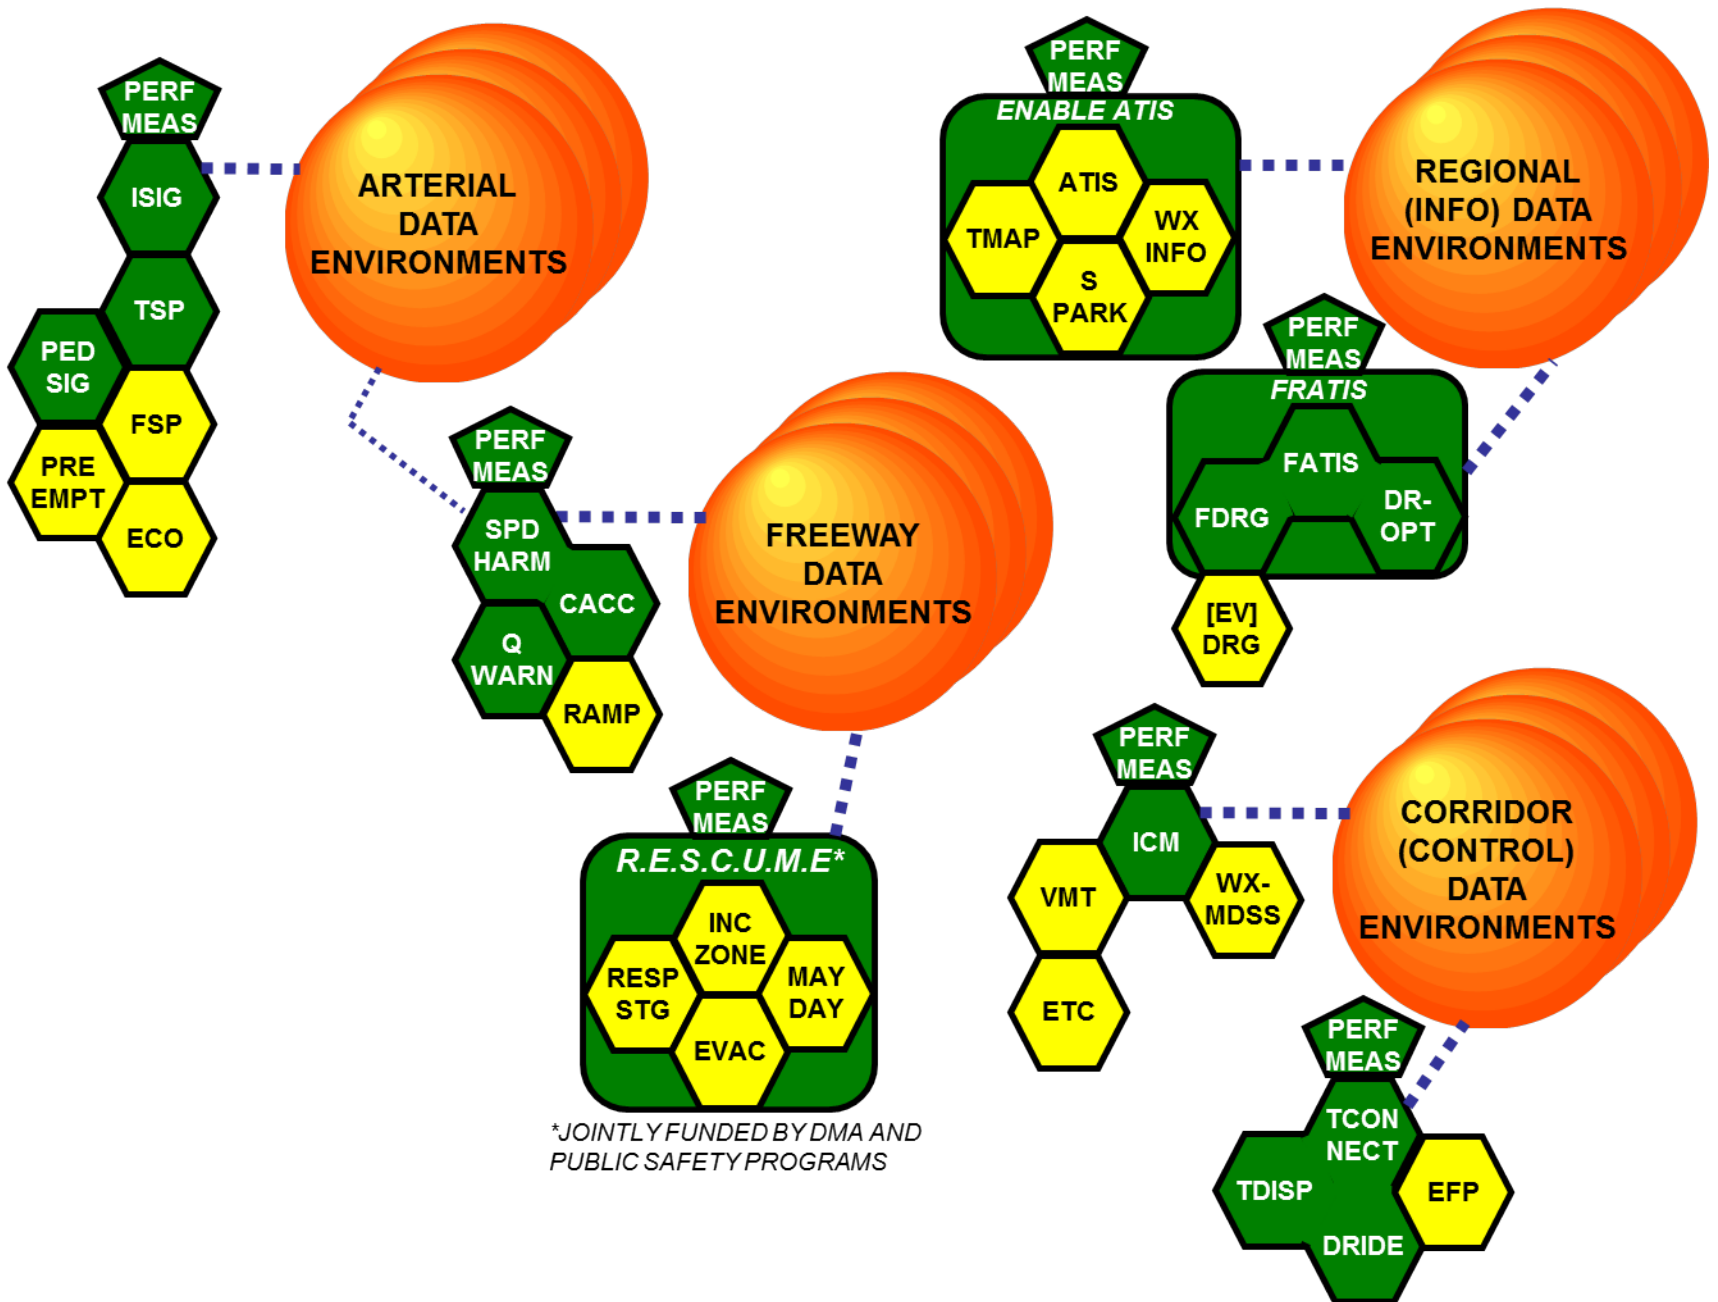 PERF
MEAS
ISIG
TSP
PED
SIG
FSP
PRE
EMPT
ECO
ARTERIAL
DATA
ENVIRONMENTS
PERF
MEAS
SPD
HARM
CACC
Q
WARN
RAMP
FREEWAY
DATA
ENVIRONMENTS
PERF
MEAS
R.E.S.C.U.M.E*
INC
ZONE
RESP
STG
MAY
DAY
EVAC
*JOINTLY FUNDED BY DMA AND
PUBLIC SAFETY PROGRAMS
PERF
MEAS
ENABLE ATIS
ATIS
TMAP
WX
INFO
S
PARK
REGIONAL
(INFO) DATA
ENVIRONMENTS
PERF
MEAS
FRATIS
FATIS
FDRG
DR-
OPT
[EV]
DRG
PERF
MEAS
ICM
VMT
WX-
MDSS
ETC
CORRIDOR
(CONTROL)
DATA
ENVIRONMENTS
PERF
MEAS
TCON
NECT
TDISP
EFP
DRIDE